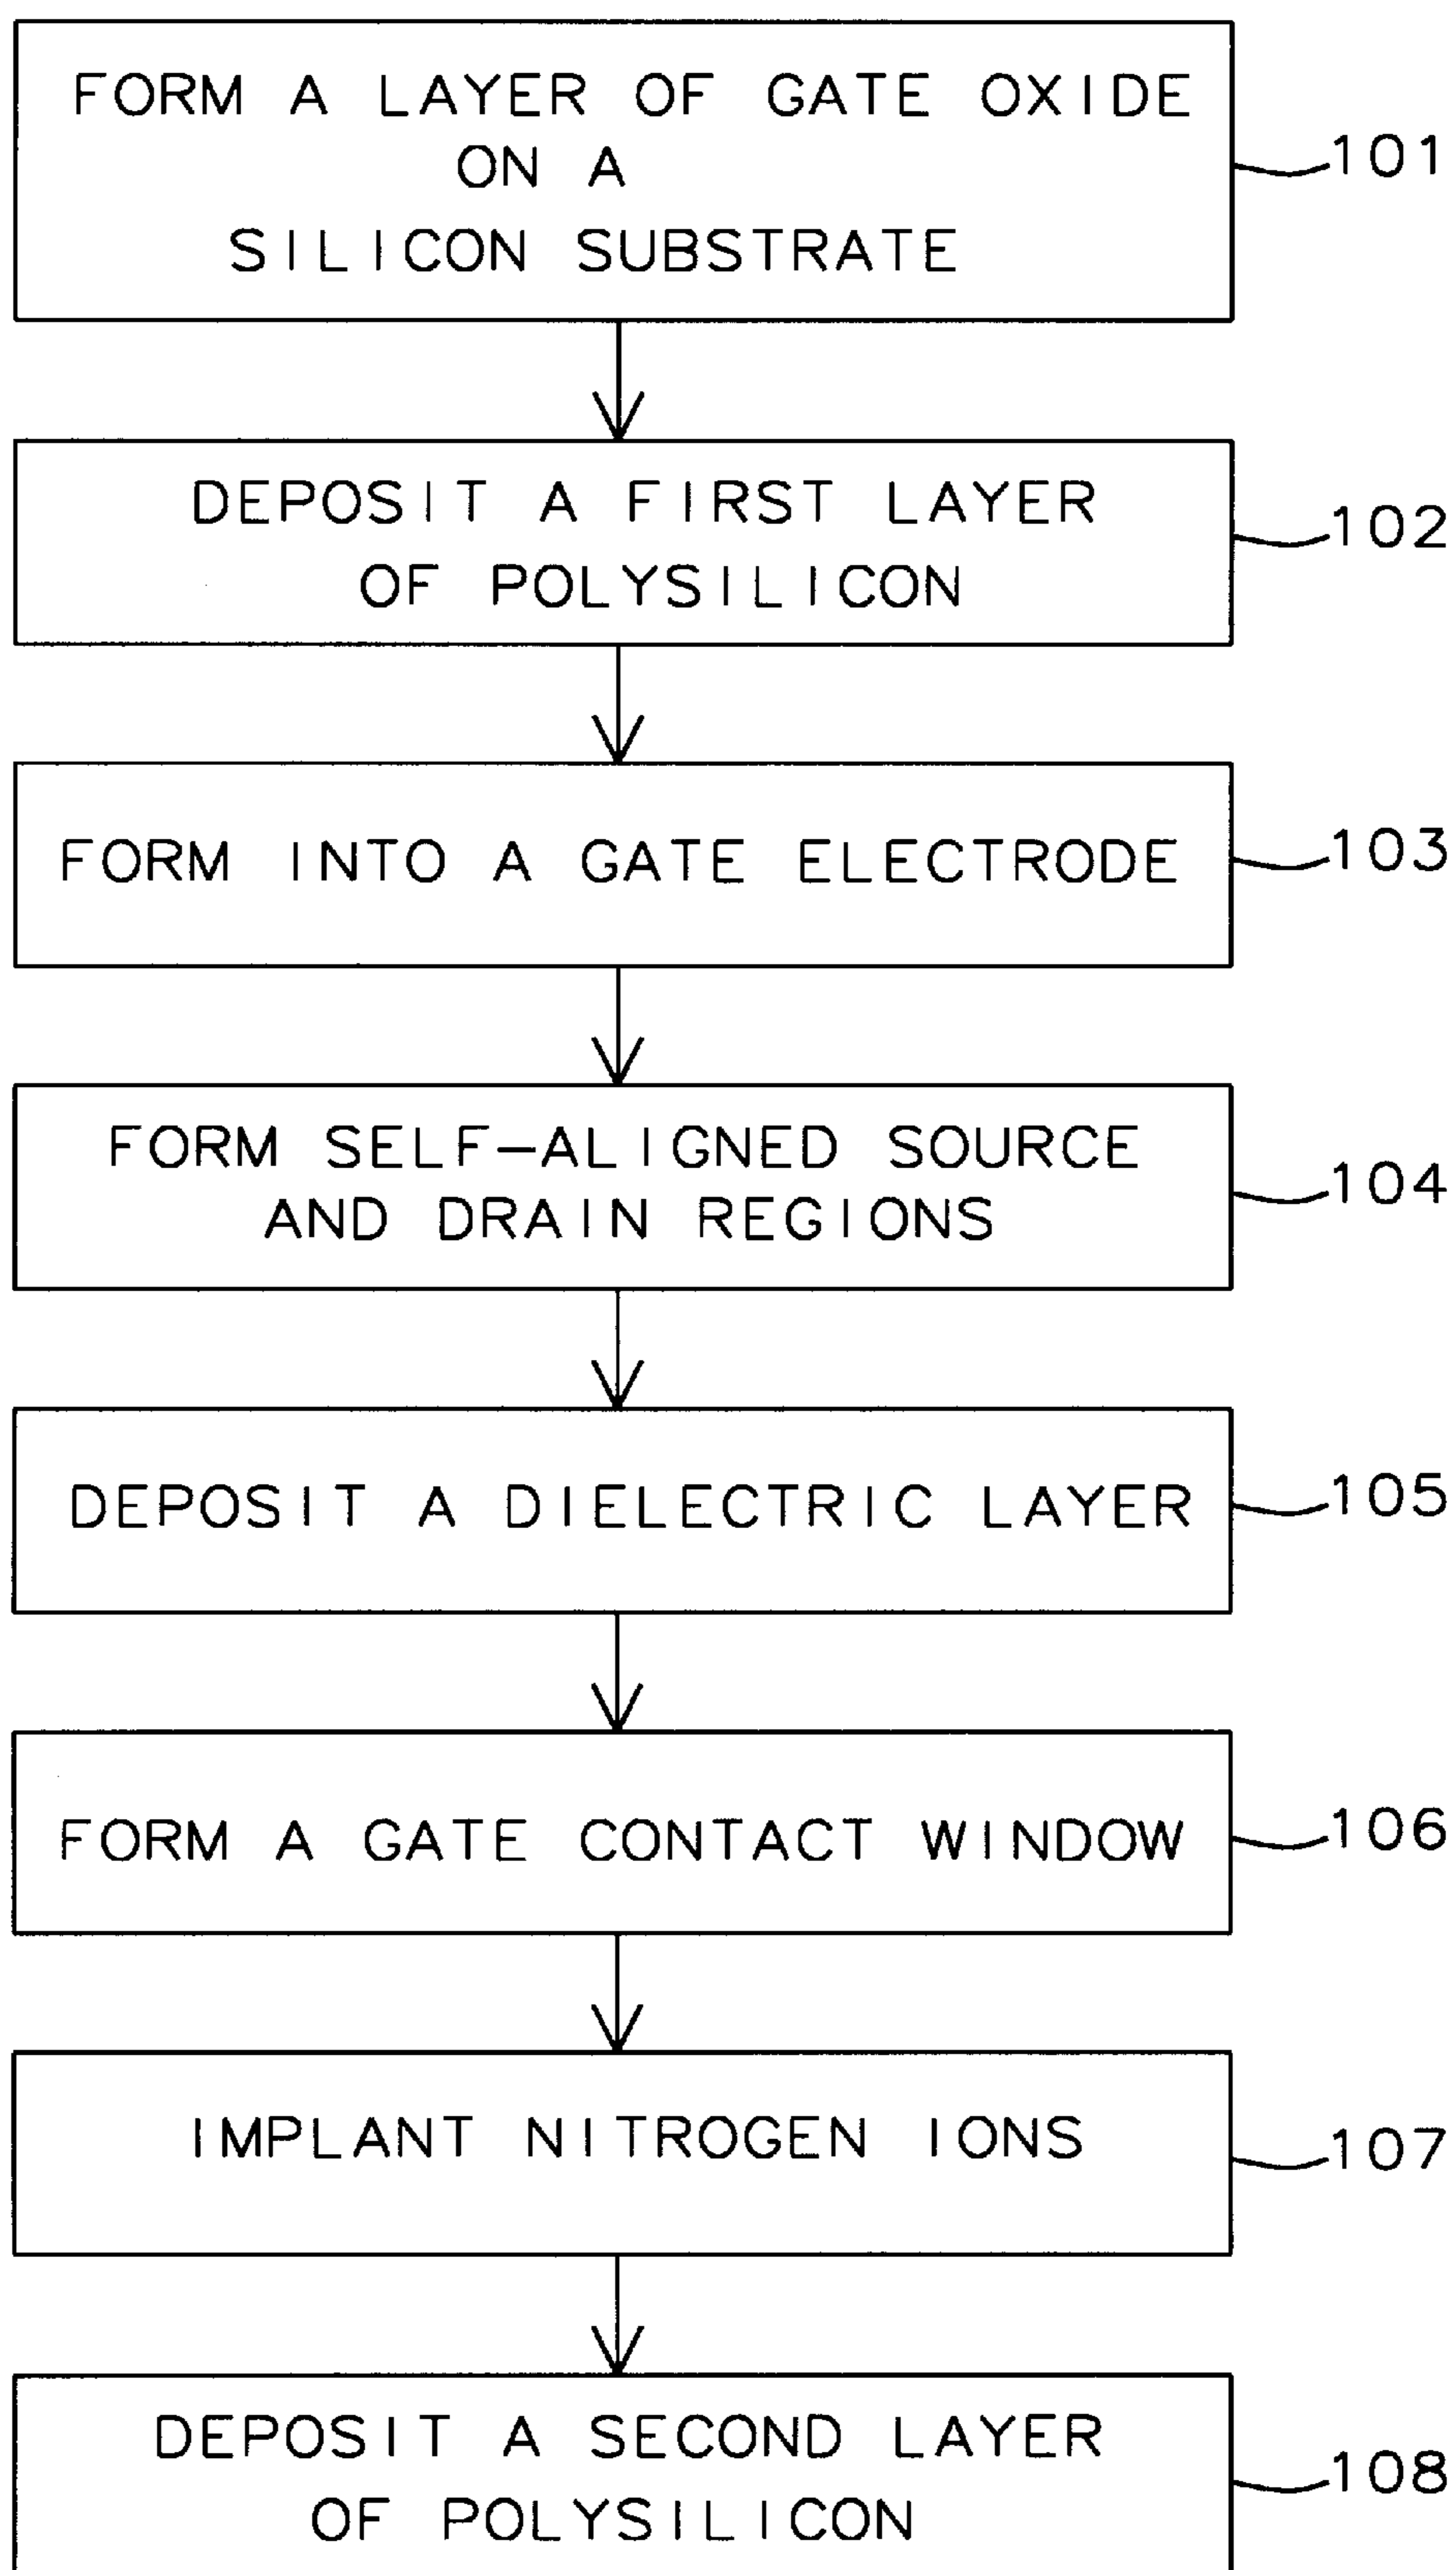 FORM A LAYER OF GATE OXIDE
ON A
SILICON SUBSTRATE
101
DEPOSIT A FIRST LAYER
OF POLYSILICON
102
FORM INTO A GATE ELECTRODE
103
FORM SELF-ALIGNED SOURCE
AND DRAIN REGIONS
104
DEPOSIT A DIELECTRIC LAYER
105
FORM A GATE CONTACT WINDOW
106
IMPLANT NITROGEN IONS
107
DEPOSIT A SECOND LAYER
OF POLYSILICON
108